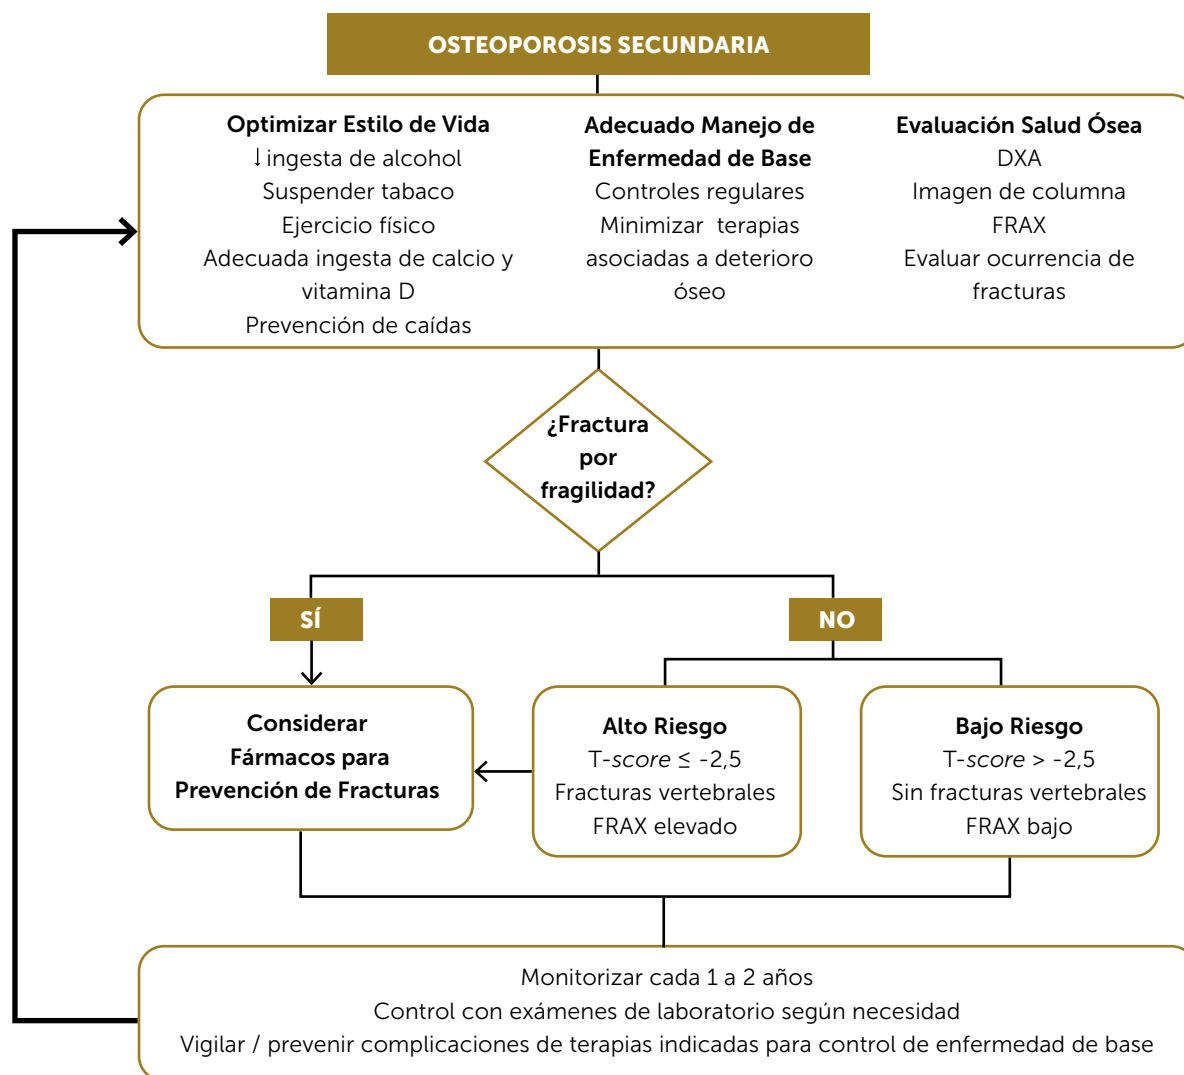 OSTEOPOROSIS SECUNDARIA
Optimizar Estilo de Vida
↓ ingesta de alcohol
Suspender tabaco
Ejercicio físico
Adecuada ingesta de calcio y
vitamina D
Prevención de caídas
Adecuado Manejo de
Enfermedad de Base
Controles regulares
Minimizar terapias
asociadas a deterioro
óseo
Evaluación Salud Ósea
DXA
Imagen de columna
FRAX
Evaluar ocurrencia de
fracturas
¿Fractura
por
fragilidad?
SÍ
NO
Considerar
Fármacos para
Prevención de Fracturas
Alto Riesgo
T-score ≤ -2,5
Fracturas vertebrales
FRAX elevado
Bajo Riesgo
T-score > -2,5
Sin fracturas vertebrales
FRAX bajo
Monitorizar cada 1 a 2 años
Control con exámenes de laboratorio según necesidad
Vigilar / prevenir complicaciones de terapias indicadas para control de enfermedad de base